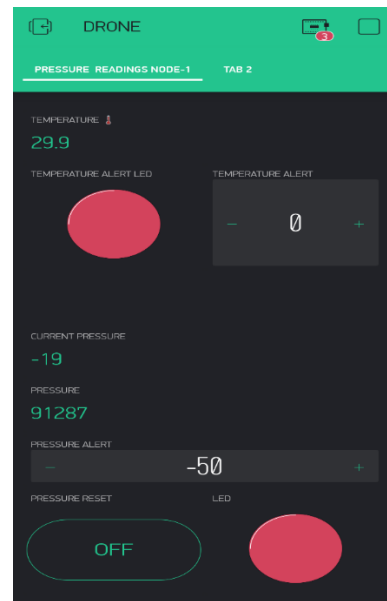 DRONE
3
PRESSURE READINGS NODE-1 TAB 2
TEMPERATURE
29.9
TEMPERATURE ALERT LED TEMPERATURE ALERT
– 0 +
CURRENT PRESSURE
-19
PRESSURE
91287
PRESSURE ALERT
– -50 +
PRESSURE RESET LED
OFF